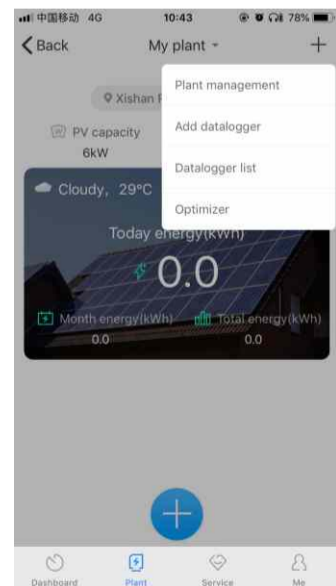 中国移动 4G 10:43 78%
Back My plant +
Plant management
Xishan
Add datalogger
PV capacity
6kW
Datalogger list
Cloudy, 29°C
Optimizer
Today energy(kWh)
0.0
Month energy(kWh) Total energy(kWh)
0.0 0.0
Dashboard Plant Service Me